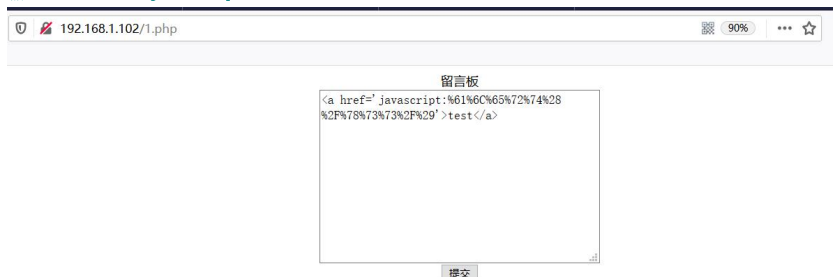 192.168.1.102/1.php
90%
留言板
<a href='javascript:%61%6C%65%72%74%28
%2F%78%73%73%2F%29'>test</a>
提交